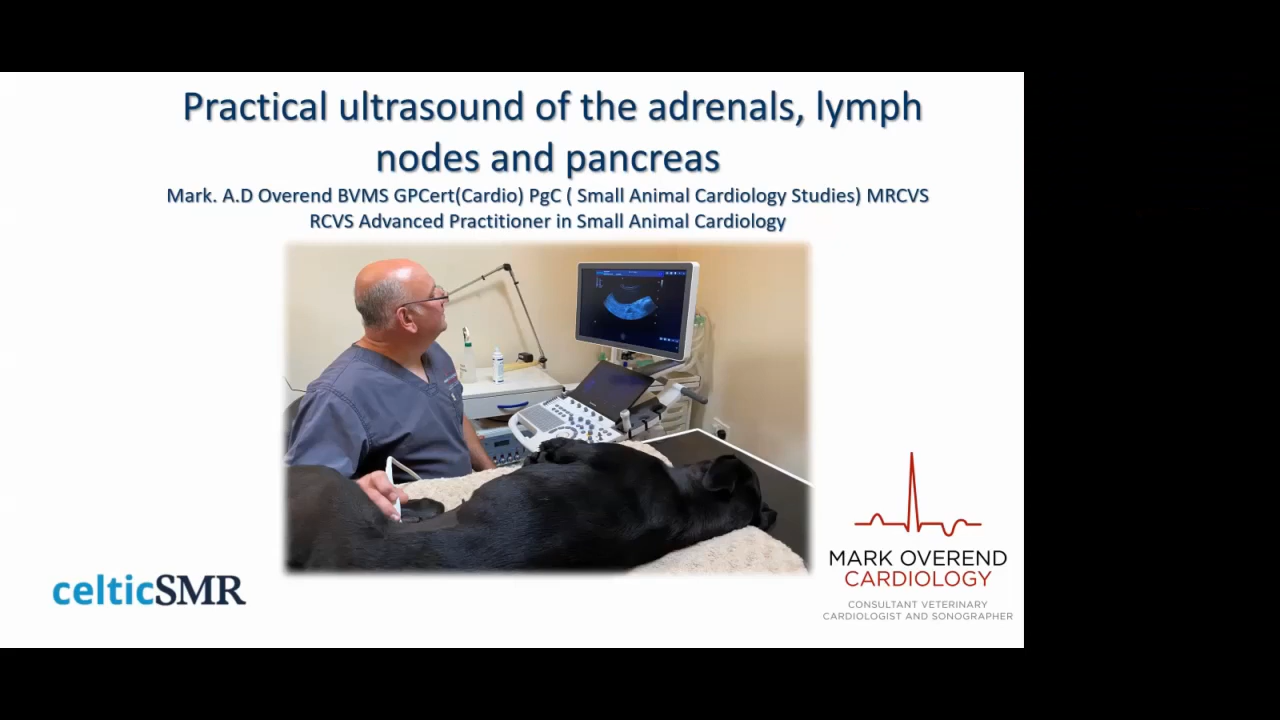 Practical ultrasound of the adrenals, lymph
nodes and pancreas
Mark. A.D Overend BVMS GPCert(Cardio) PgC ( Small Animal Cardiology Studies) MRCVS
RCVS Advanced Practitioner in Small Animal Cardiology
celticSMR
MARK OVEREND
CARDIOLOGY
CONSULTANT VETERINARY
CARDIOLOGIST AND SONOGRAPHER